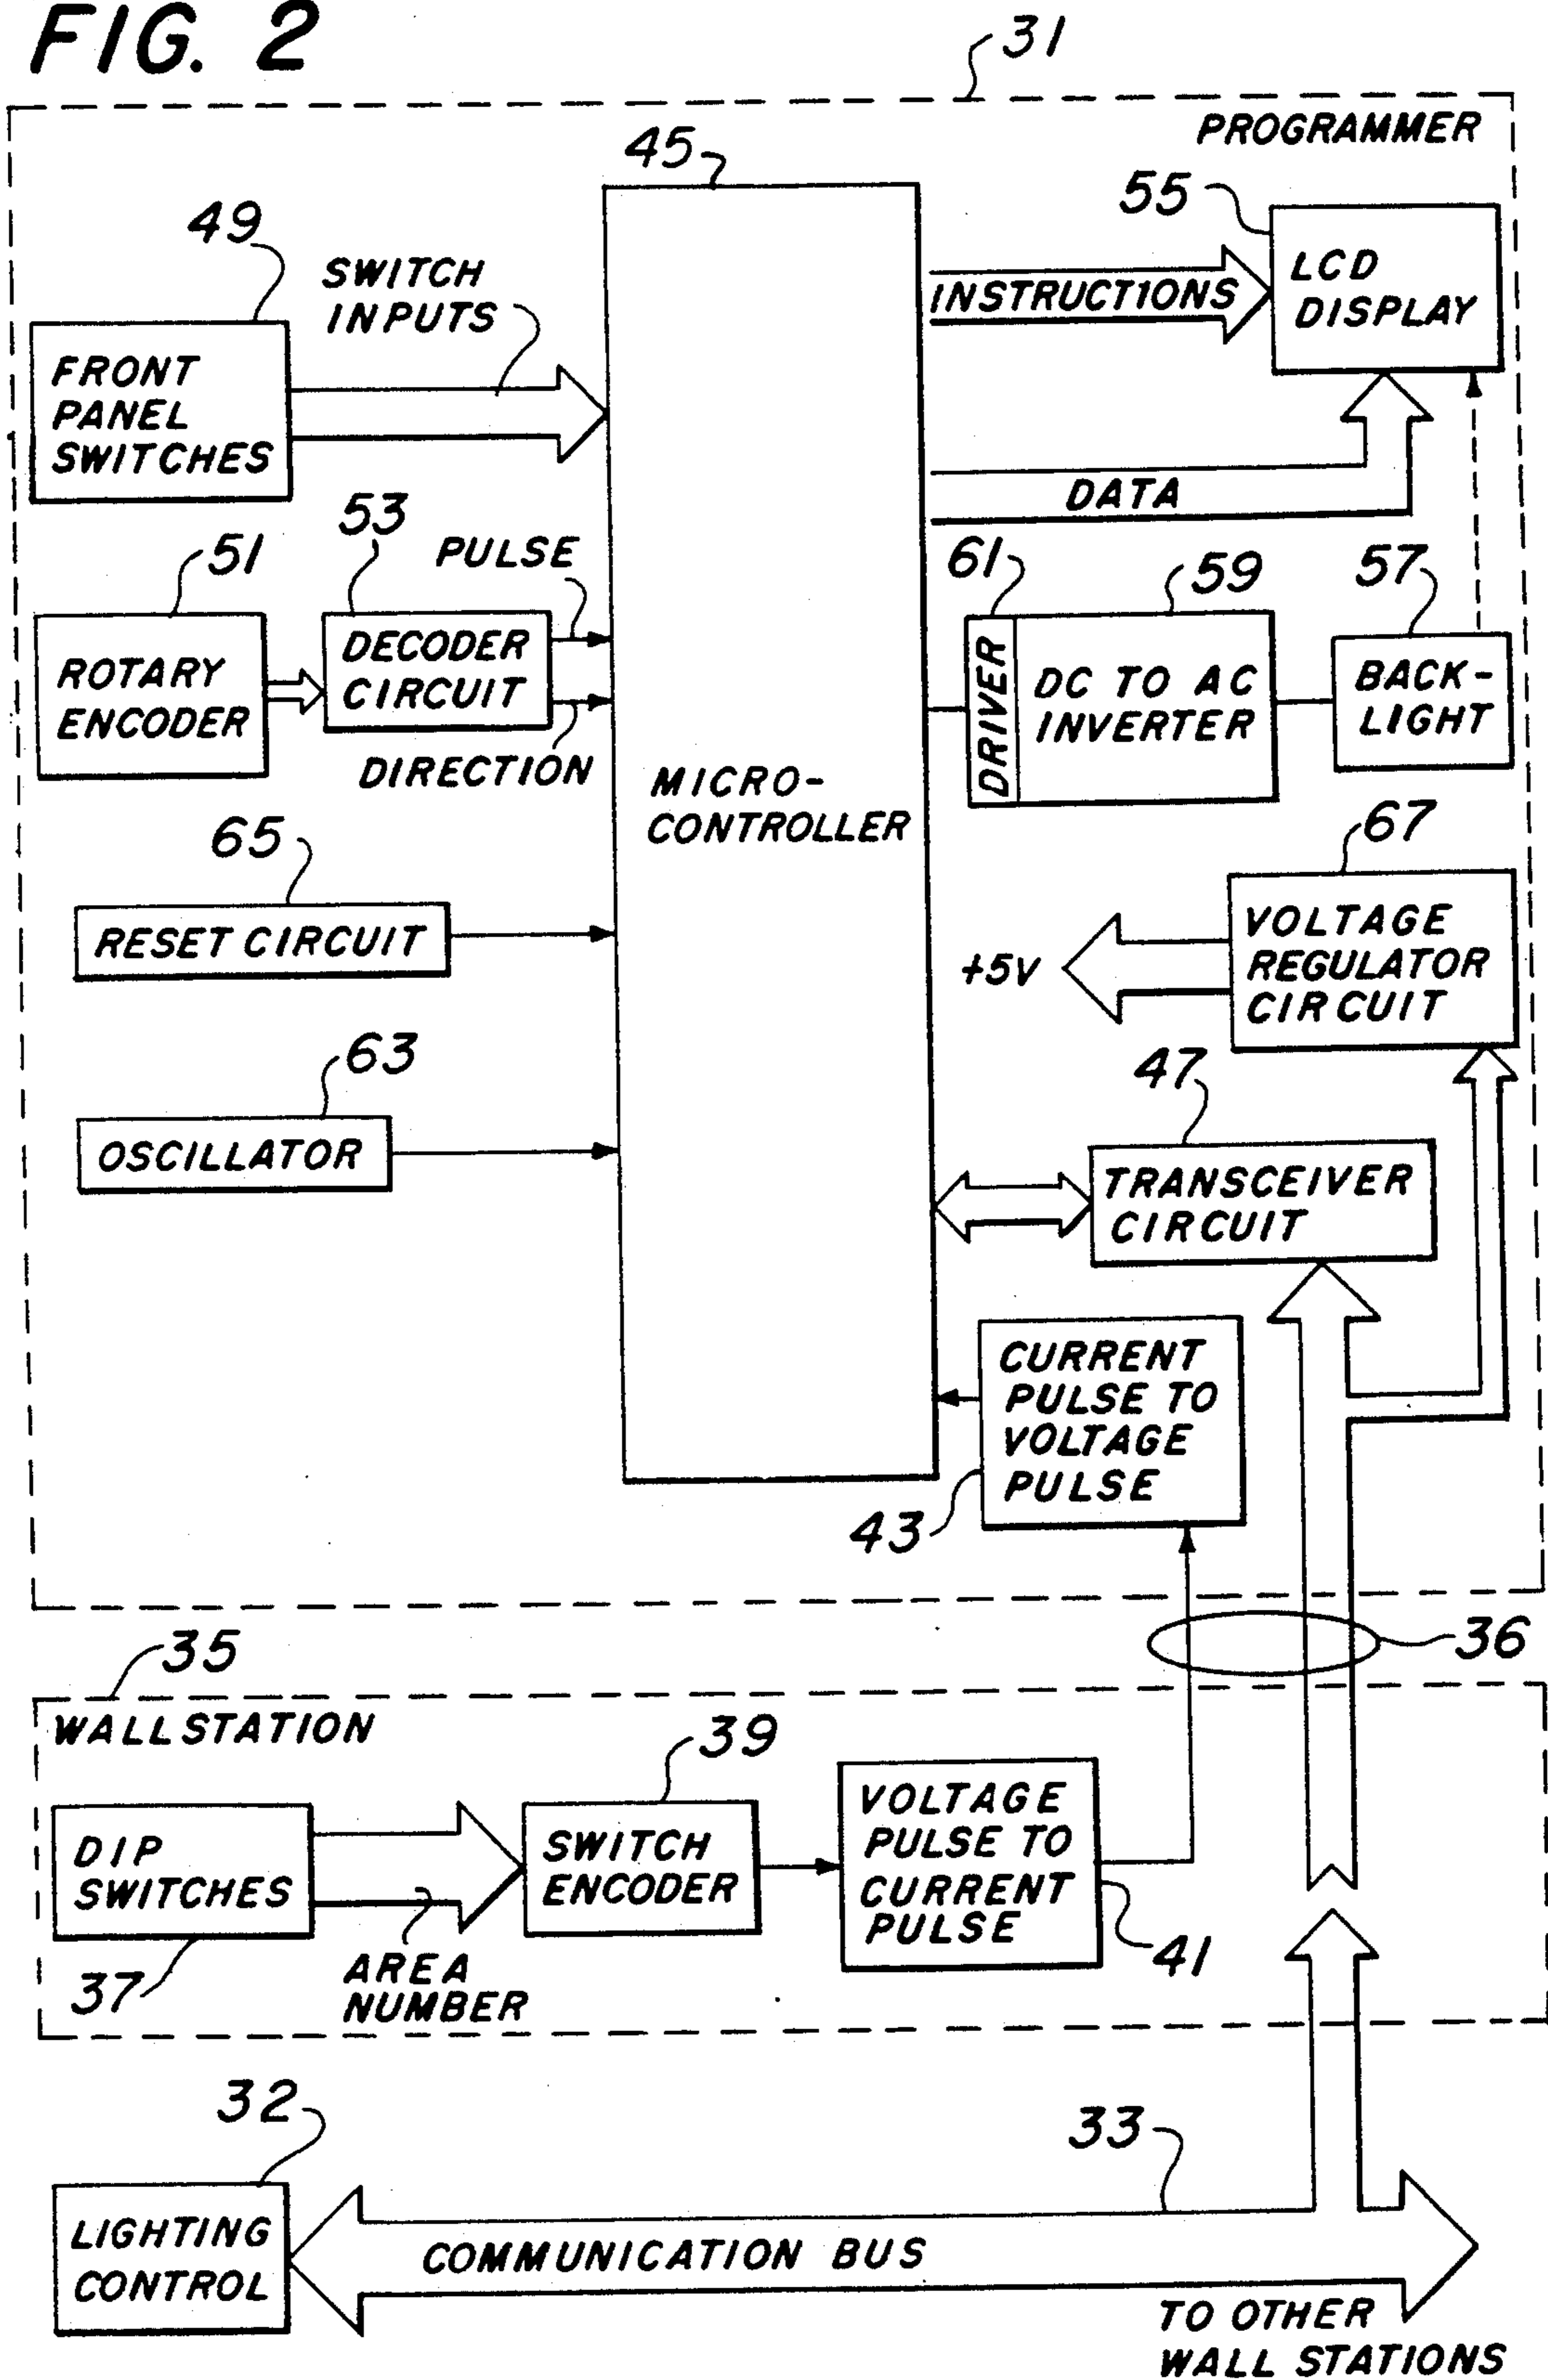 FIG. 2
31
PROGRAMMER
45
55
49
SWITCH
INPUTS
INSTRUCTIONS
LCD
DISPLAY
FRONT
PANEL
SWITCHES
DATA
53
PULSE
51
61
59
57
ROTARY
ENCODER
DECODER
CIRCUIT
DIRECTION
MICRO-
CONTROLLER
DRIVER
DC TO AC
INVERTER
BACK-
LIGHT
65
67
RESET CIRCUIT
+5V
VOLTAGE
REGULATOR
CIRCUIT
63
47
OSCILLATOR
TRANSCEIVER
CIRCUIT
CURRENT
PULSE TO
VOLTAGE
PULSE
43
36
35
WALLSTATION
39
DIP
SWITCHES
SWITCH
ENCODER
VOLTAGE
PULSE TO
CURRENT
PULSE
37
AREA
NUMBER
41
32
33
LIGHTING
CONTROL
COMMUNICATION BUS
TO OTHER
WALL STATIONS